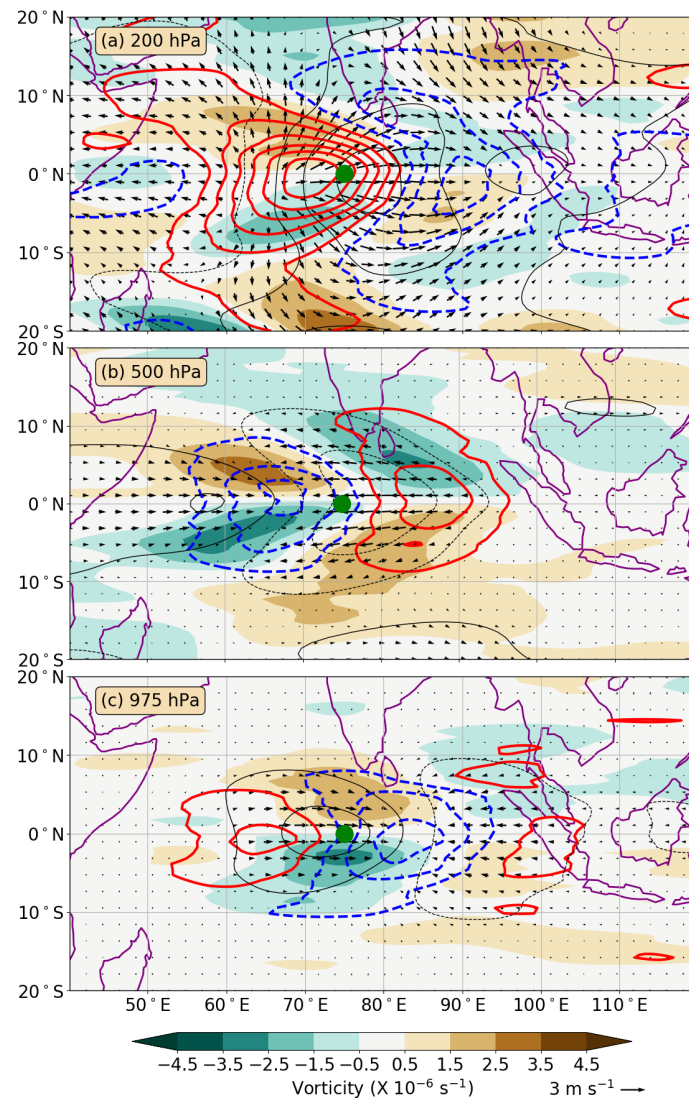 20°N
(a) 200 hPa
10°N
0°N
10°S
20°S
20°N
(b) 500 hPa
10°N
0°N
10°S
20°S
20°N
(c) 975 hPa
10°N
0°N
10°S
20°S
50°E 60°E 70°E 80°E 90°E 100°E 110°E
−4.5 −3.5 −2.5 −1.5 −0.5 0.5 1.5 2.5 3.5 4.5
Vorticity (X 10⁻⁶ s⁻¹) 3 m s⁻¹